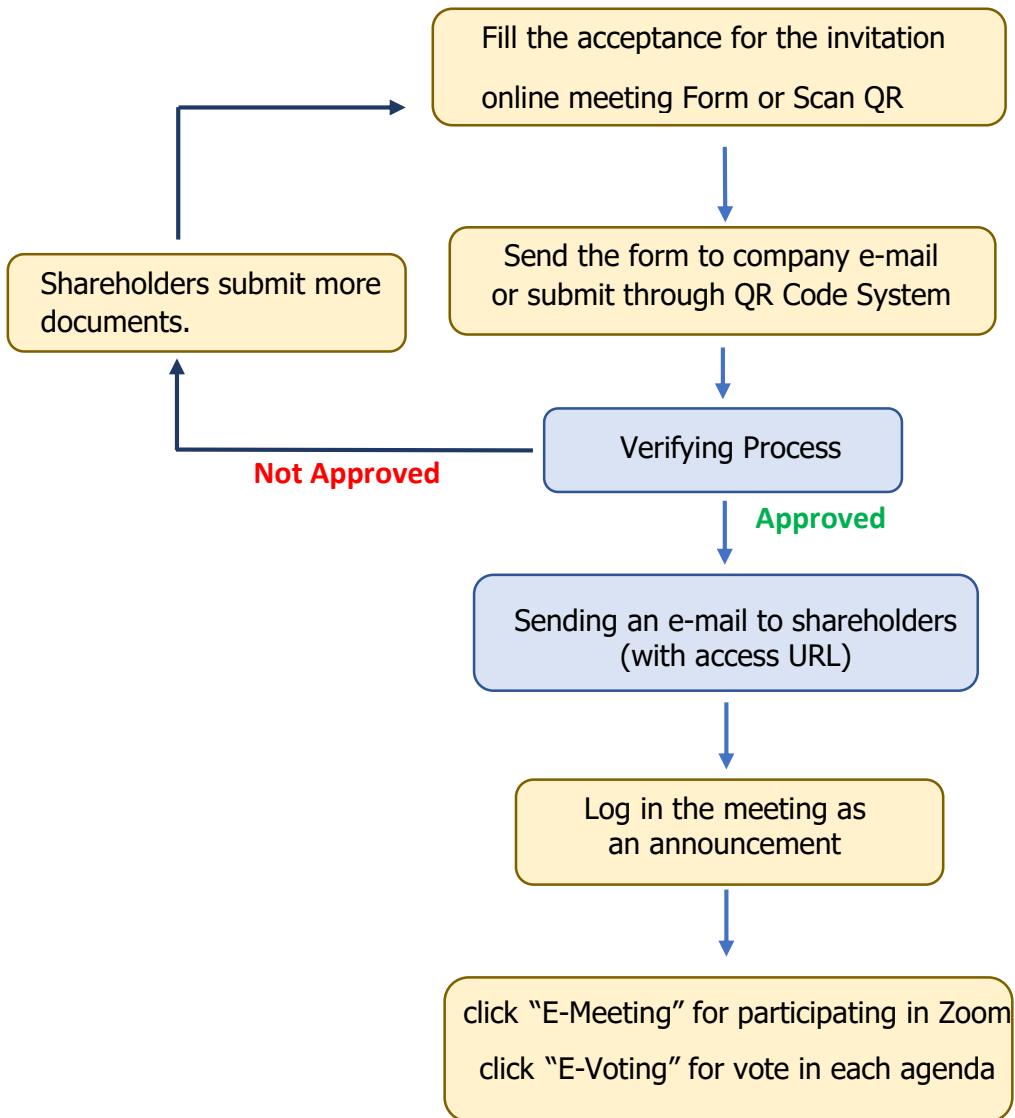 Fill the acceptance for the invitation
online meeting Form or Scan QR
Send the form to company e-mail
or submit through QR Code System
Shareholders submit more
documents.
Verifying Process
Not Approved
Approved
Sending an e-mail to shareholders
(with access URL)
Log in the meeting as
an announcement
click “E-Meeting” for participating in Zoom
click “E-Voting” for vote in each agenda